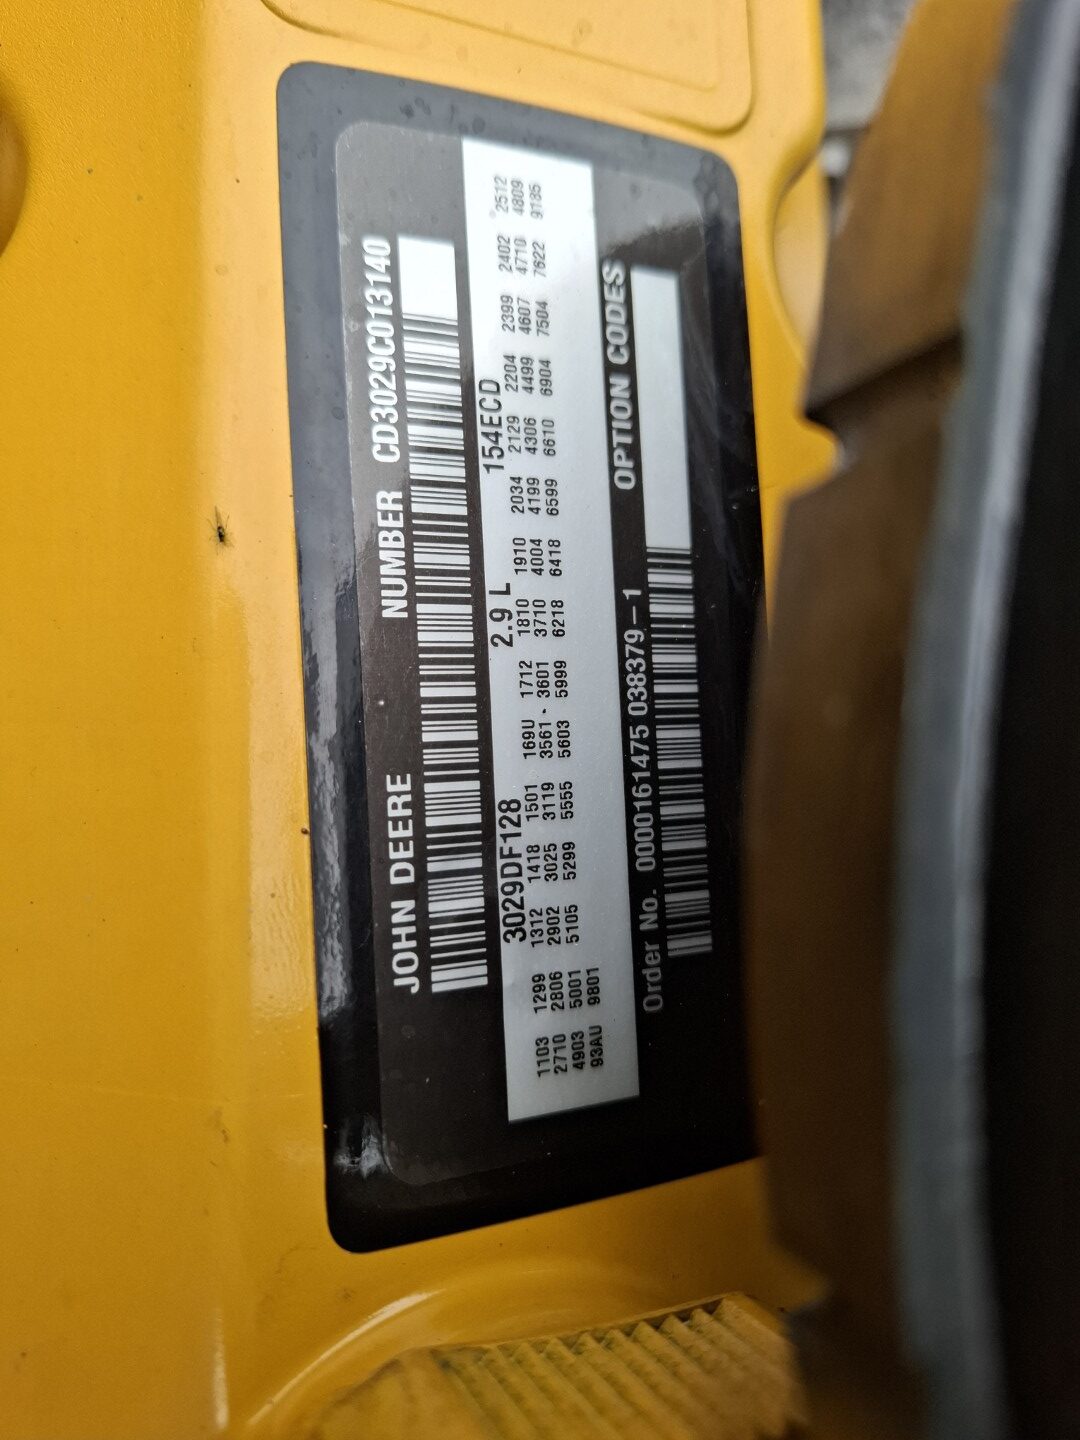 JOHN DEERE NUMBER CD3029C013140
3029DF128 2.9 L 154ECD
1103 1299 1312 1418 1501 169U 1712 1810 1910 2034 2129 2204 2399 2402 2512
2710 2806 2902 3025 3119 3561 3601 3710 4004 4199 4306 4499 4607 4710 4809
4903 5001 5105 5299 5555 5603 5999 6218 6418 6599 6610 6904 7504 7622 9185
93AU 9801
Order No. 0000161475 038379-1 OPTION CODES